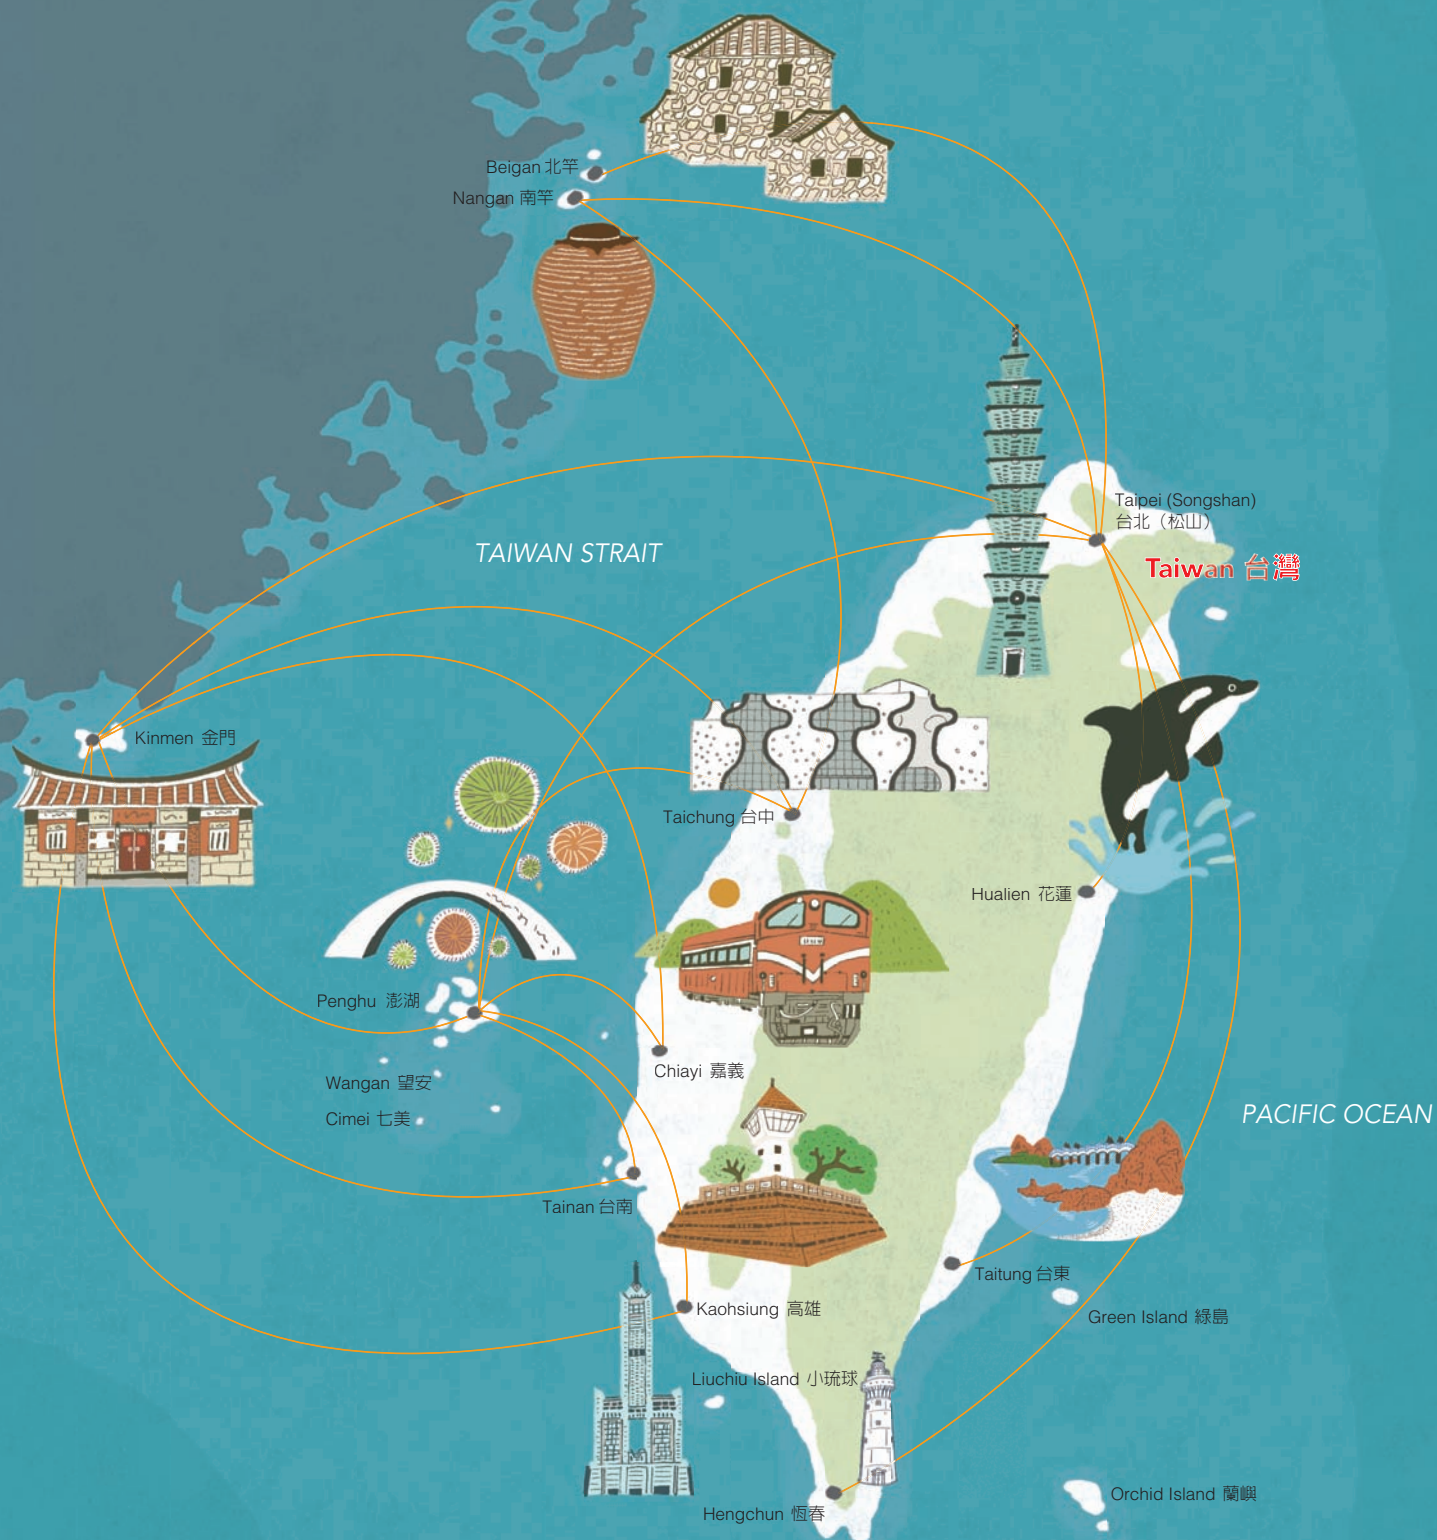 Beigan 北竿
Nangan 南竿
Taipei (Songshan)
台北（松山）
TAIWAN STRAIT
Taiwan 台灣
Kinmen 金門
Taichung 台中
Hualien 花蓮
Penghu 澎湖
Chiayi 嘉義
Wangan 望安
Cimei 七美
PACIFIC OCEAN
Tainan 台南
Taitung 台東
Kaohsiung 高雄
Green Island 綠島
Liuchiu Island 小琉球
Orchid Island 蘭嶼
Hengchun 恆春